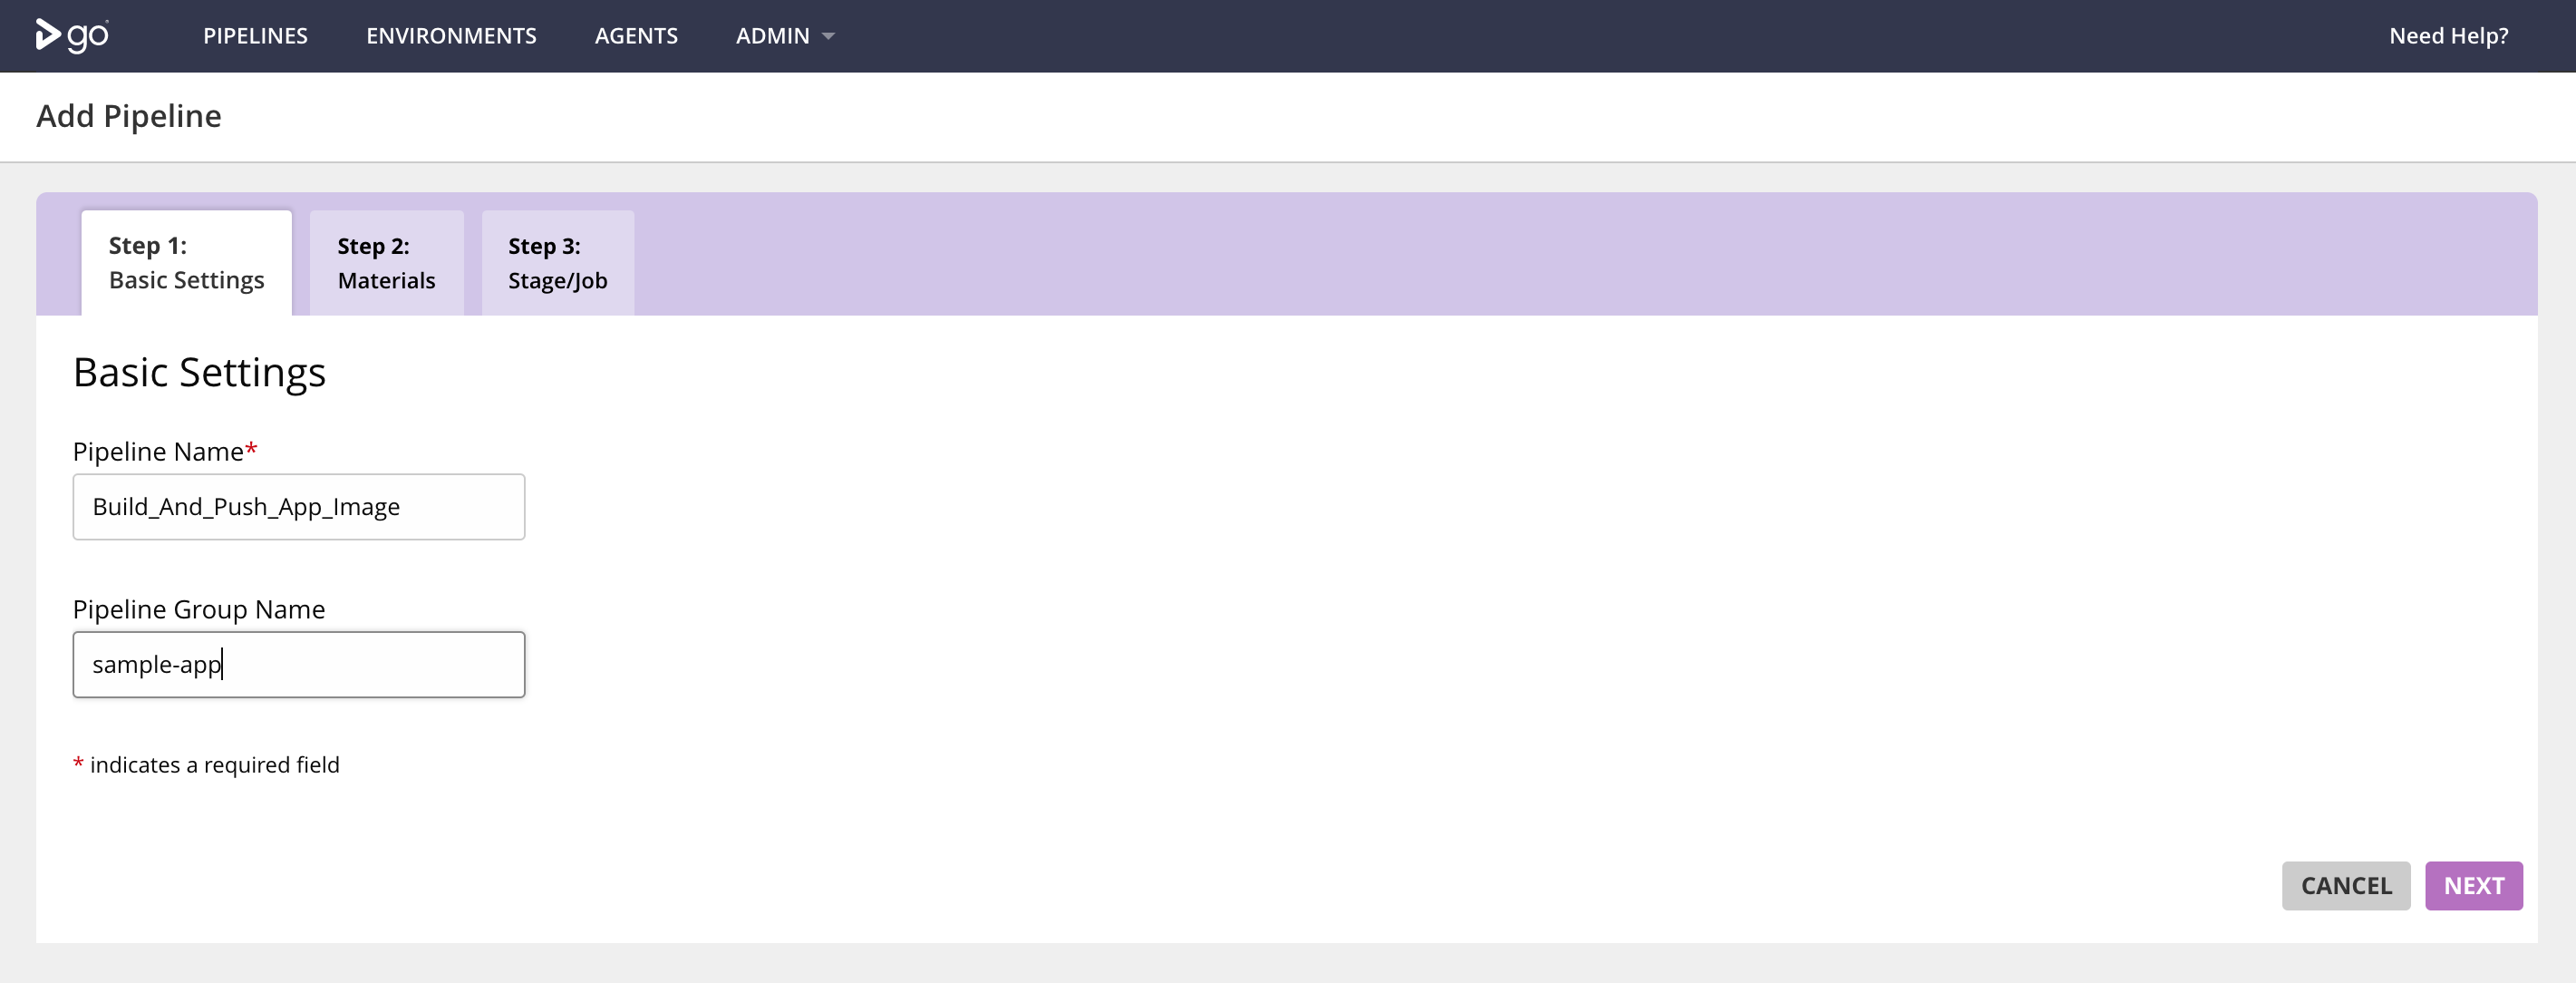 go PIPELINES ENVIRONMENTS AGENTS ADMIN Need Help?
Add Pipeline
Step 1: Step 2: Step 3:
Basic Settings Materials Stage/Job
Basic Settings
Pipeline Name*
Build_And_Push_App_Image
Pipeline Group Name
sample-app
* indicates a required field
CANCEL NEXT